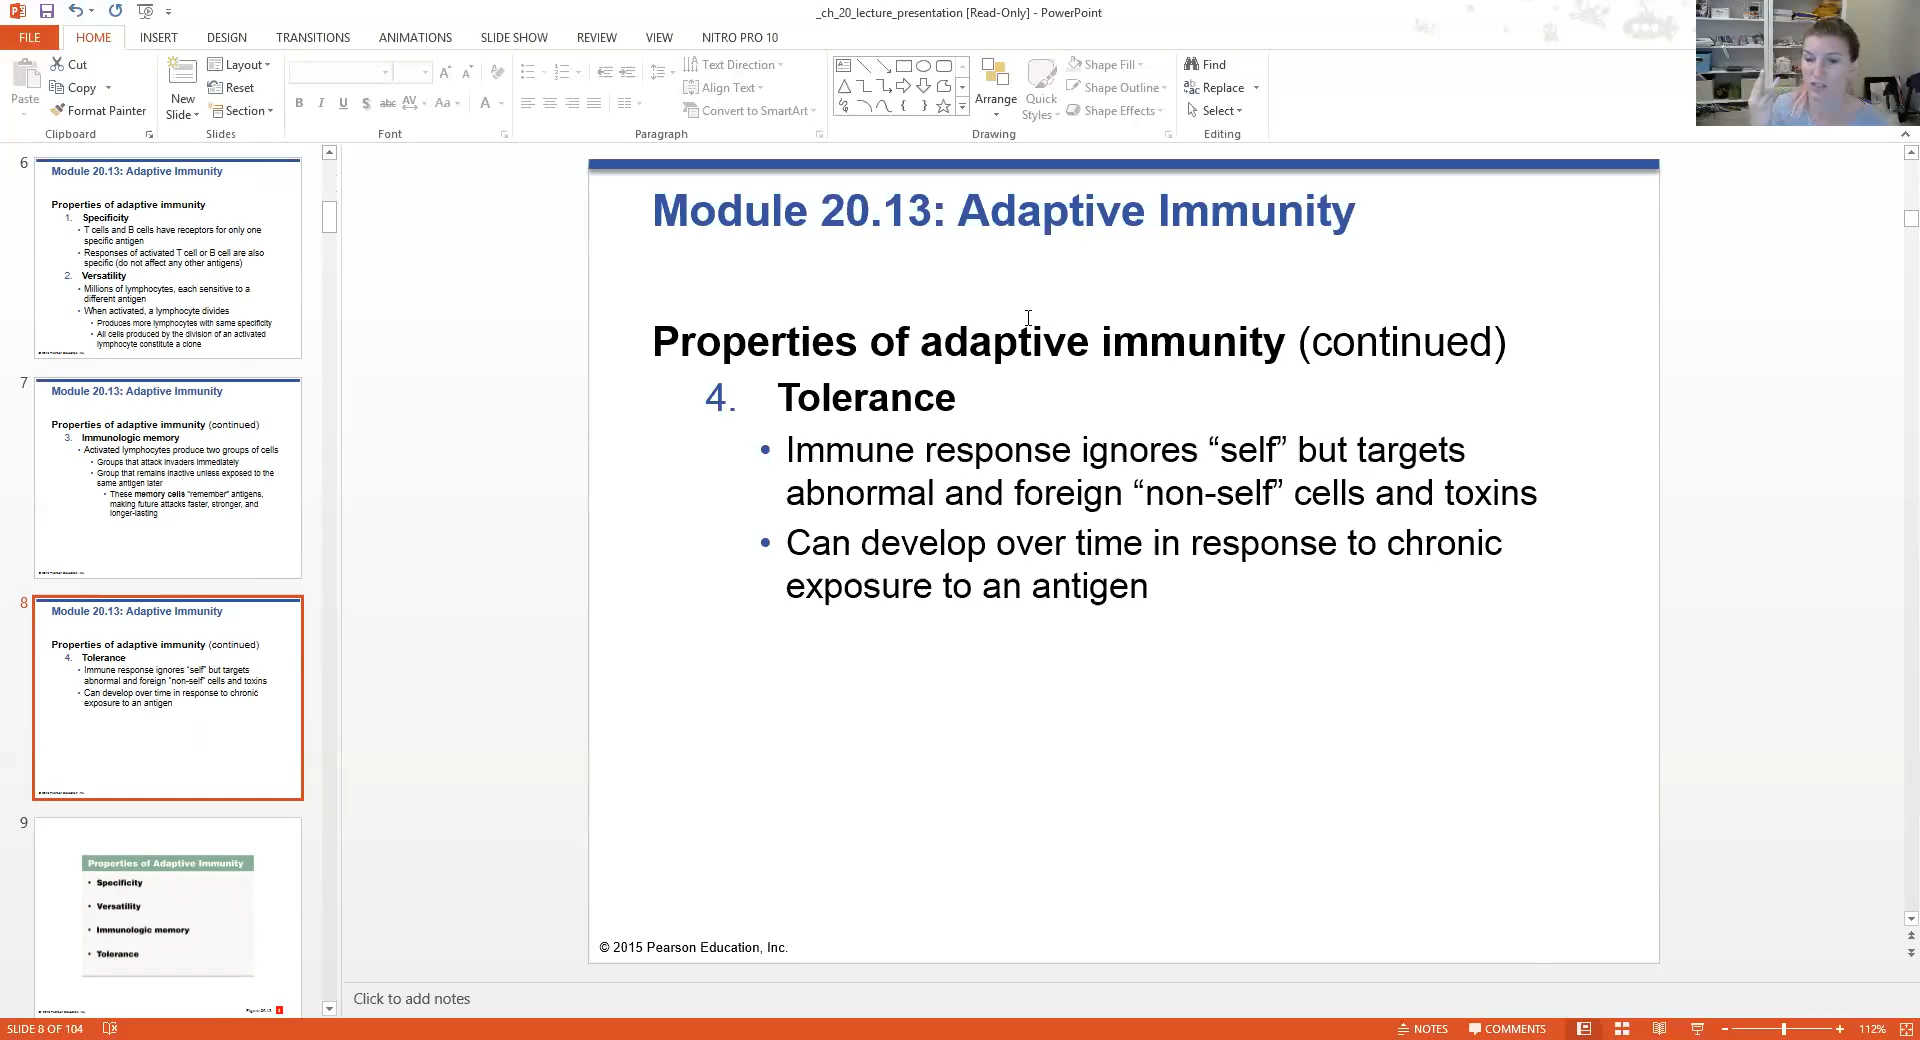 _ch_20_lecture_presentation [Read-Only] - PowerPoint
FILE HOME INSERT DESIGN TRANSITIONS ANIMATIONS SLIDE SHOW REVIEW VIEW NITRO PRO 10
Paste
Cut
Copy
Format Painter
Clipboard
New
Slide
Layout
Reset
Section
Slides
B I U S abc AV Aa A
Font
Text Direction
Align Text
Convert to SmartArt
Paragraph
Arrange
Quick
Styles
Shape Fill
Shape Outline
Shape Effects
Drawing
Find
Replace
Select
Editing
6
Module 20.13: Adaptive Immunity
Properties of adaptive immunity
1. Specificity
• T cells and B cells have receptors for only one
specific antigen
• Responses of activated T cell or B cell are also
specific (do not affect any other antigens)
2. Versatility
• Millions of lymphocytes, each sensitive to a
different antigen
• When activated, a lymphocyte divides
• Produces more lymphocytes with same specificity
• All cells produced by the division of an activated
lymphocyte constitute a clone
7
Module 20.13: Adaptive Immunity
Properties of adaptive immunity (continued)
3. Immunologic memory
• Activated lymphocytes produce two groups of cells
• Groups that attack invaders immediately
• Group that remains inactive unless exposed to the
same antigen later
• These memory cells "remember" antigens,
making future attacks faster, stronger, and
longer-lasting
8
Module 20.13: Adaptive Immunity
Properties of adaptive immunity (continued)
4. Tolerance
• Immune response ignores “self” but targets
abnormal and foreign “non-self” cells and toxins
• Can develop over time in response to chronic
exposure to an antigen
9
Properties of Adaptive Immunity
• Specificity
• Versatility
• Immunologic memory
• Tolerance
Module 20.13: Adaptive Immunity
Properties of adaptive immunity (continued)
4. Tolerance
• Immune response ignores “self” but targets
abnormal and foreign “non-self” cells and toxins
• Can develop over time in response to chronic
exposure to an antigen
© 2015 Pearson Education, Inc.
Click to add notes
SLIDE 8 OF 104
NOTES COMMENTS 112%